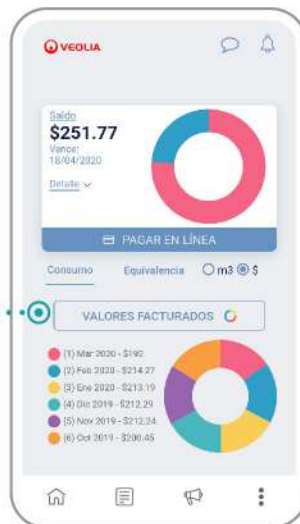 VEOLIA
Saldo
$251.77
Vence:
18/04/2020
Detalle
PAGAR EN LÍNEA
Consumo Equivalencia m3 $
VALORES FACTURADOS
(1) Mar 2020 - $192
(2) Feb 2020 - $214.27
(3) Ene 2020 - $213.19
(4) Dic 2019 - $212.29
(5) Nov 2019 - $212.24
(6) Oct 2019 - $200.45